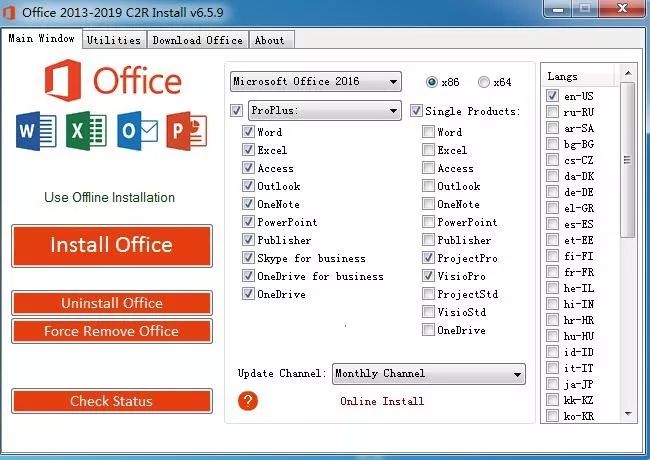 Office 2013-2019 C2R Install v6.5.9
Main Window Utilities Download Office About
Office
W X O P
Use Offline Installation
Install Office
Uninstall Office
Force Remove Office
Check Status
Microsoft Office 2016 x86 x64
ProPlus: Single Products:
Word Word
Excel Excel
Access Access
Outlook Outlook
OneNote OneNote
PowerPoint PowerPoint
Publisher Publisher
Skype for business ProjectPro
OneDrive for business VisioPro
OneDrive ProjectStd
VisioStd
OneDrive
Update Channel: Monthly Channel
? Online Install
Langs
en-US
ru-RU
ar-SA
bg-BG
cs-CZ
da-DK
de-DE
el-GR
es-ES
et-EE
fi-FI
fr-FR
he-IL
hi-IN
hr-HR
hu-HU
id-ID
it-IT
ja-JP
kk-KZ
ko-KR